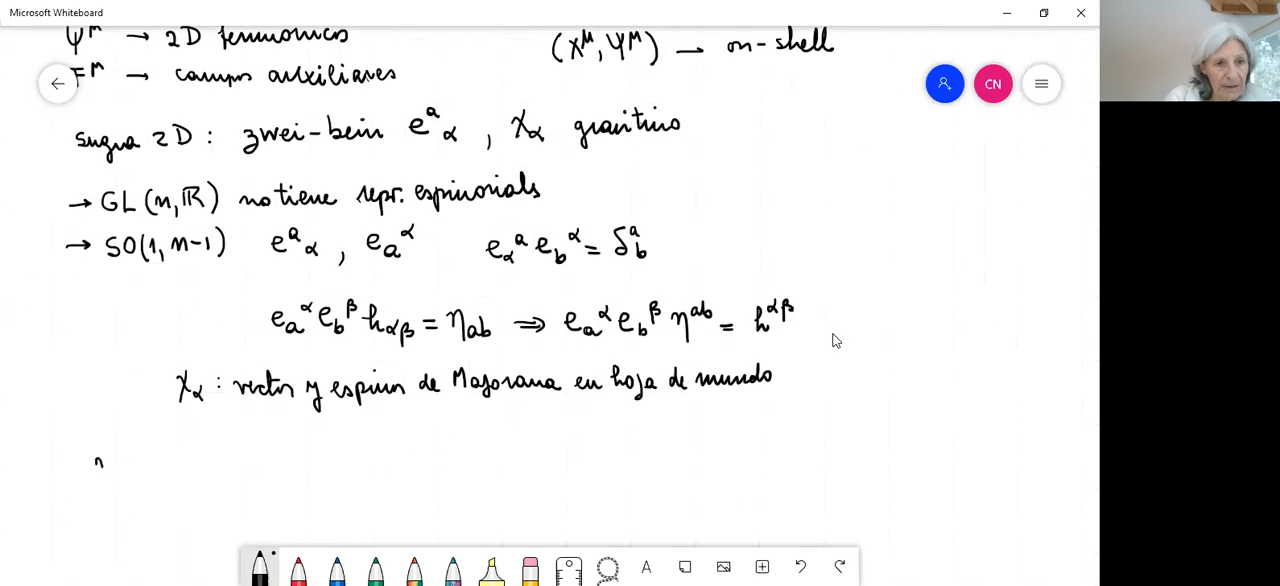 Microsoft Whiteboard
ψ^M → 2D fermiónicos
(X^M, ψ^M) — on-shell
F^M → campos auxiliares
CN
sugra 2D : zwei-bein e^a_α , χ_α gravitino
→ GL(n,ℝ) no tiene repr. espinorials
→ SO(1, n-1) e^a_α , e_a^α e_α^a e_b^α = δ^a_b
e_a^α e_b^β h_αβ = η_ab ⇒ e_a^α e_b^β η^ab = h^αβ
χ_α : vector y espinor de Majorana en hoja de mundo
n
A